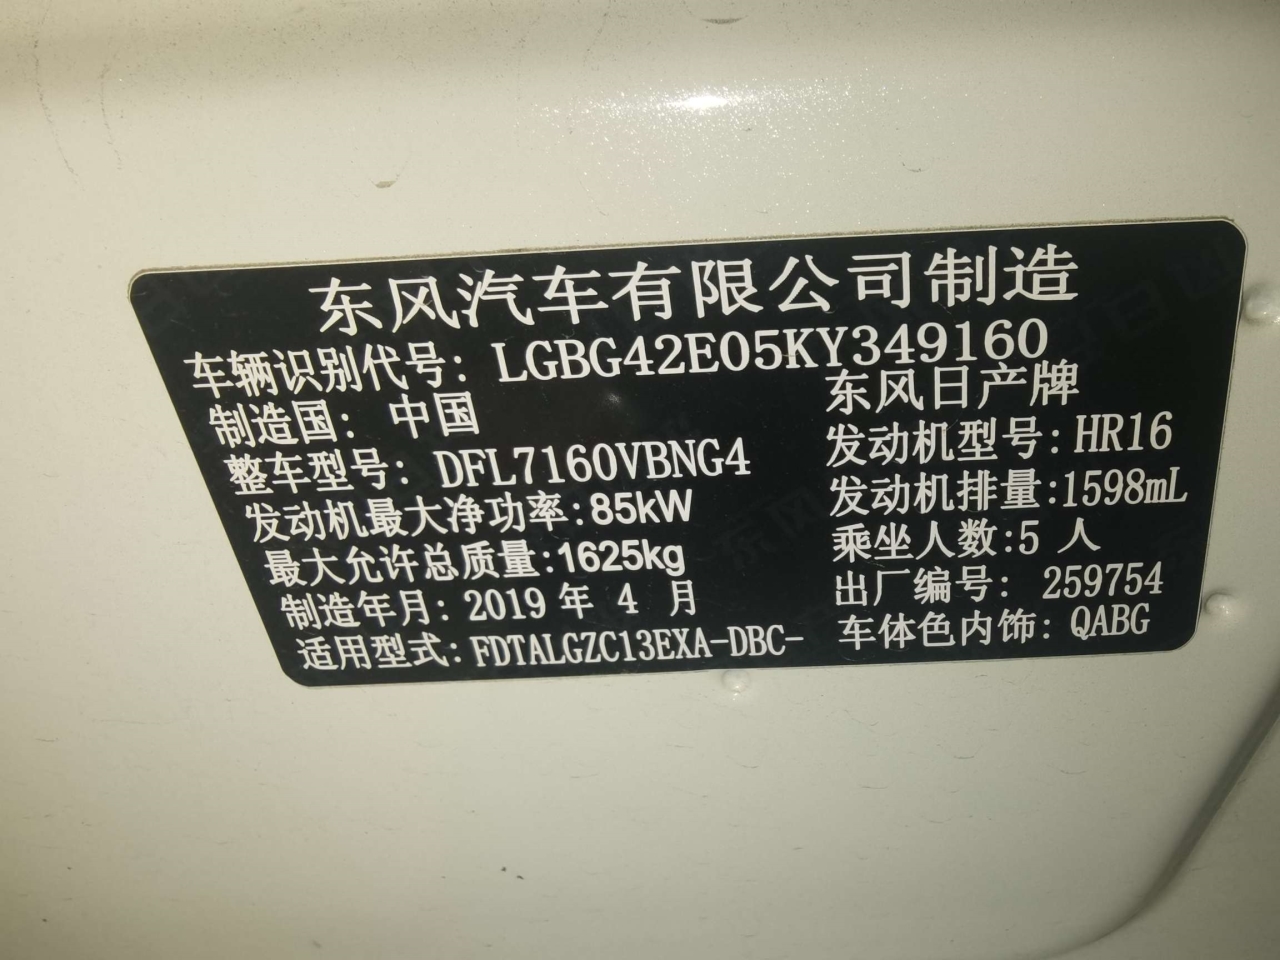 东风汽车有限公司制造
车辆识别代号: LGBG42E05KY349160
制造国: 中国 东风日产牌
整车型号: DFL7160VBNG4 发动机型号: HR16
发动机最大净功率:85kW 发动机排量:1598mL
最大允许总质量:1625kg 乘坐人数:5 人
制造年月: 2019 年 4 月 出厂编号: 259754
适用型式: FDTALGZC13EXA-DBC- 车体色内饰: QABG